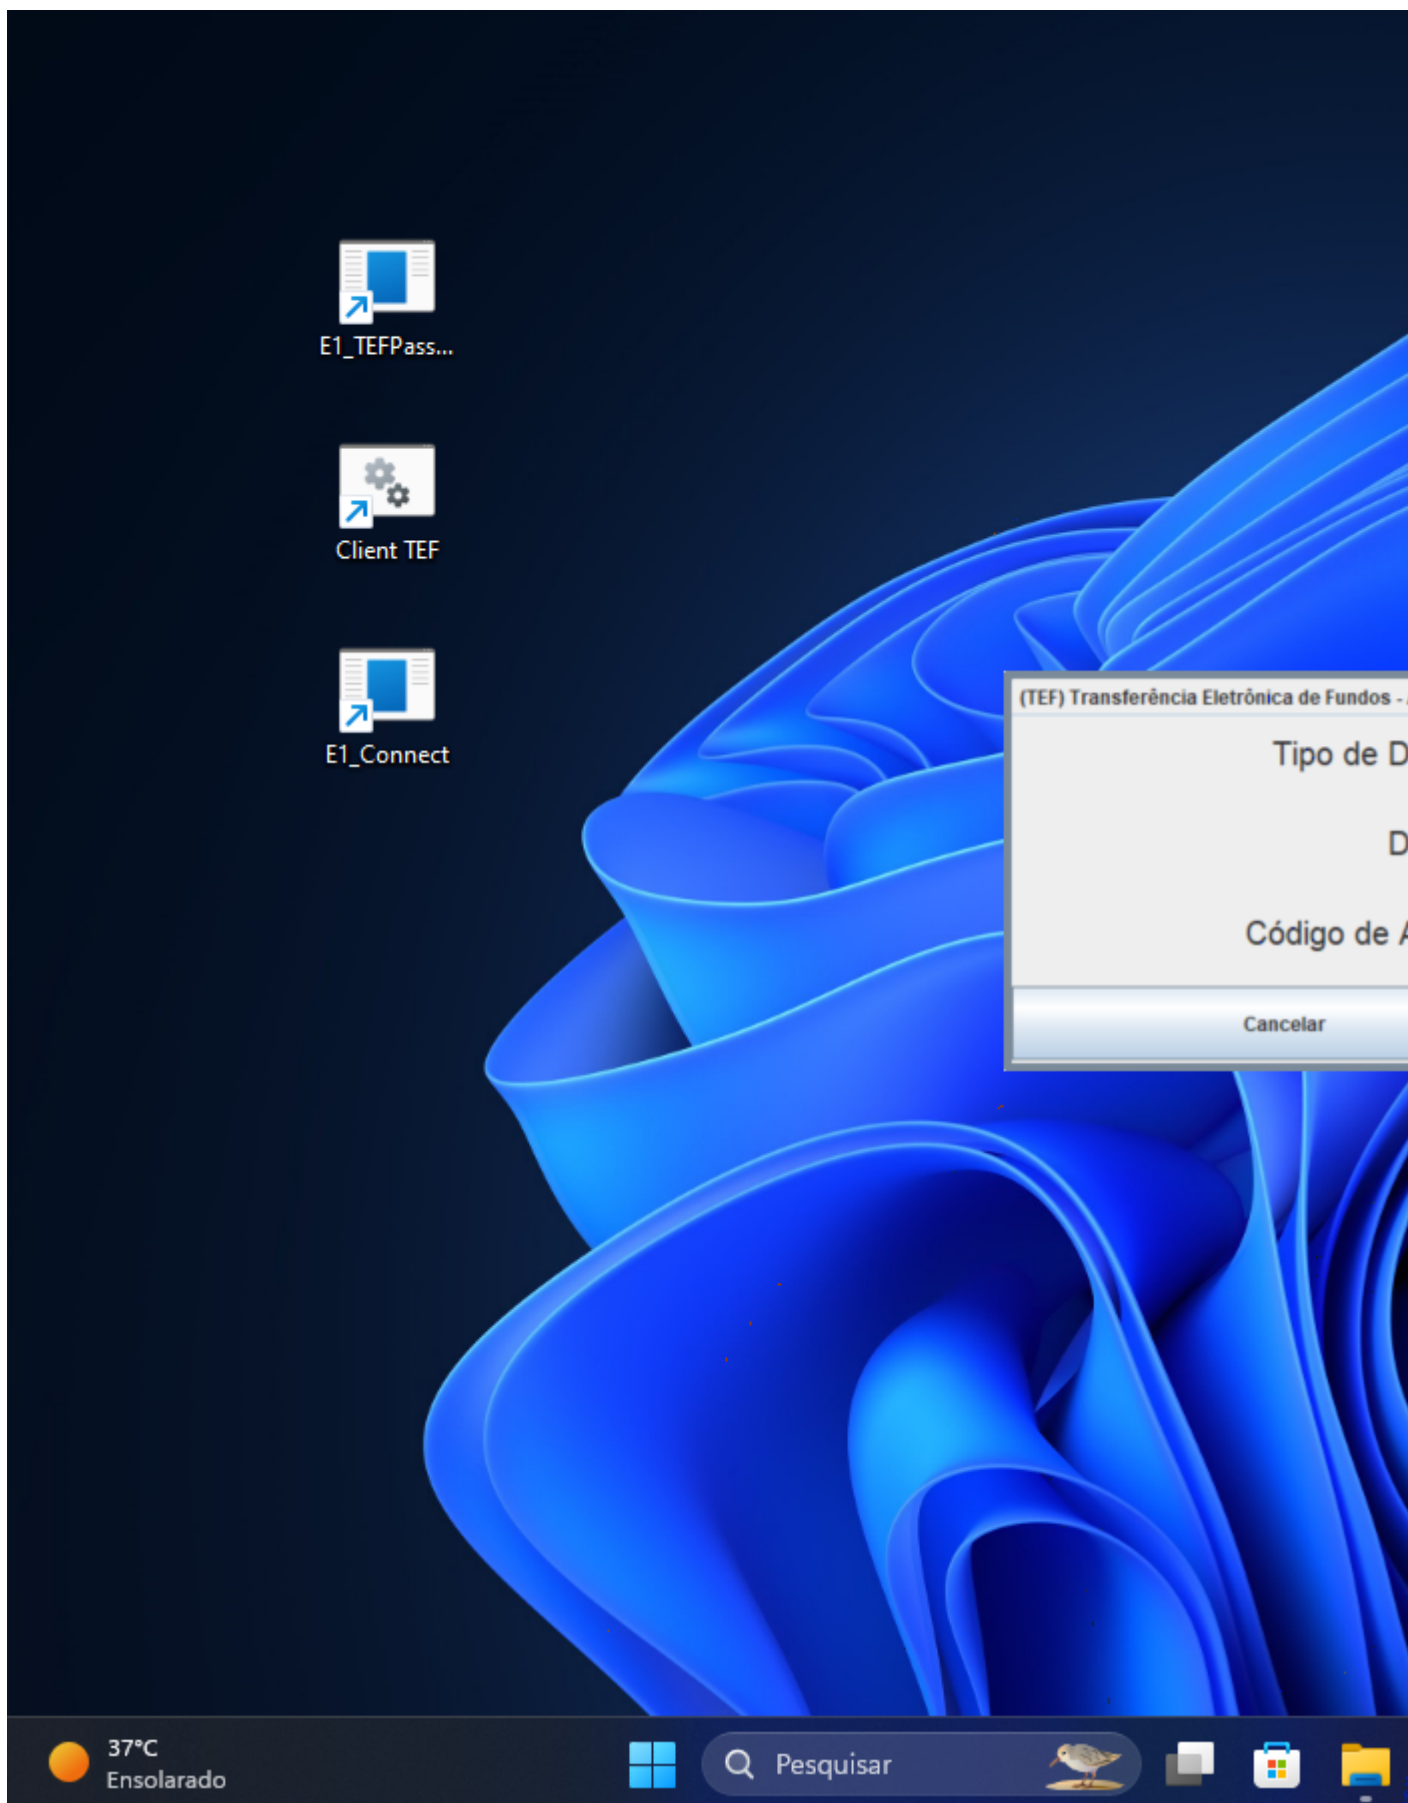 E1_TEFPass...
Client TEF
E1_Connect
(TEF) Transferência Eletrônica de Fundos -
Tipo de D
D
Código de A
Cancelar
37°C
Ensolarado
Pesquisar